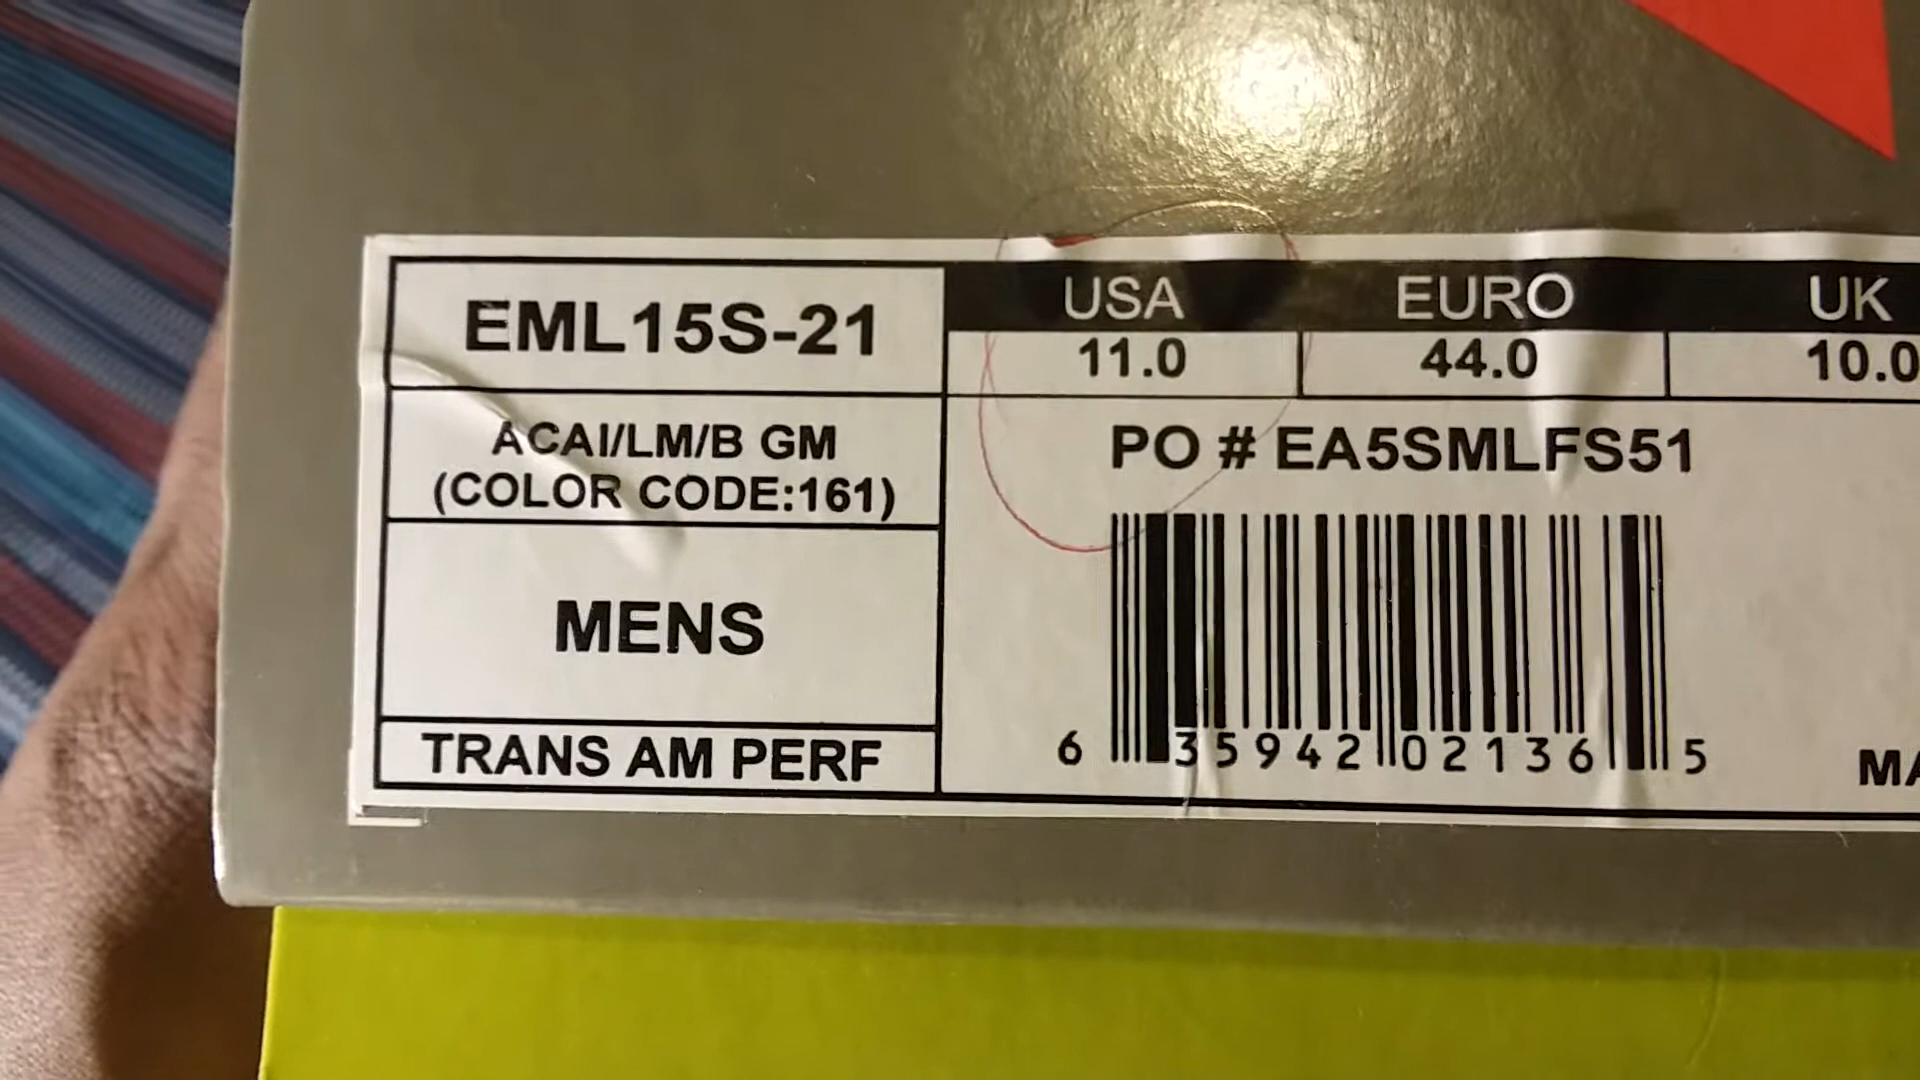 EML15S-21
ACAI/LM/B GM
(COLOR CODE:161)
MENS
TRANS AM PERF
USA EURO UK
11.0 44.0 10.0
PO # EA5SMLFS51
6 35942 02136 5